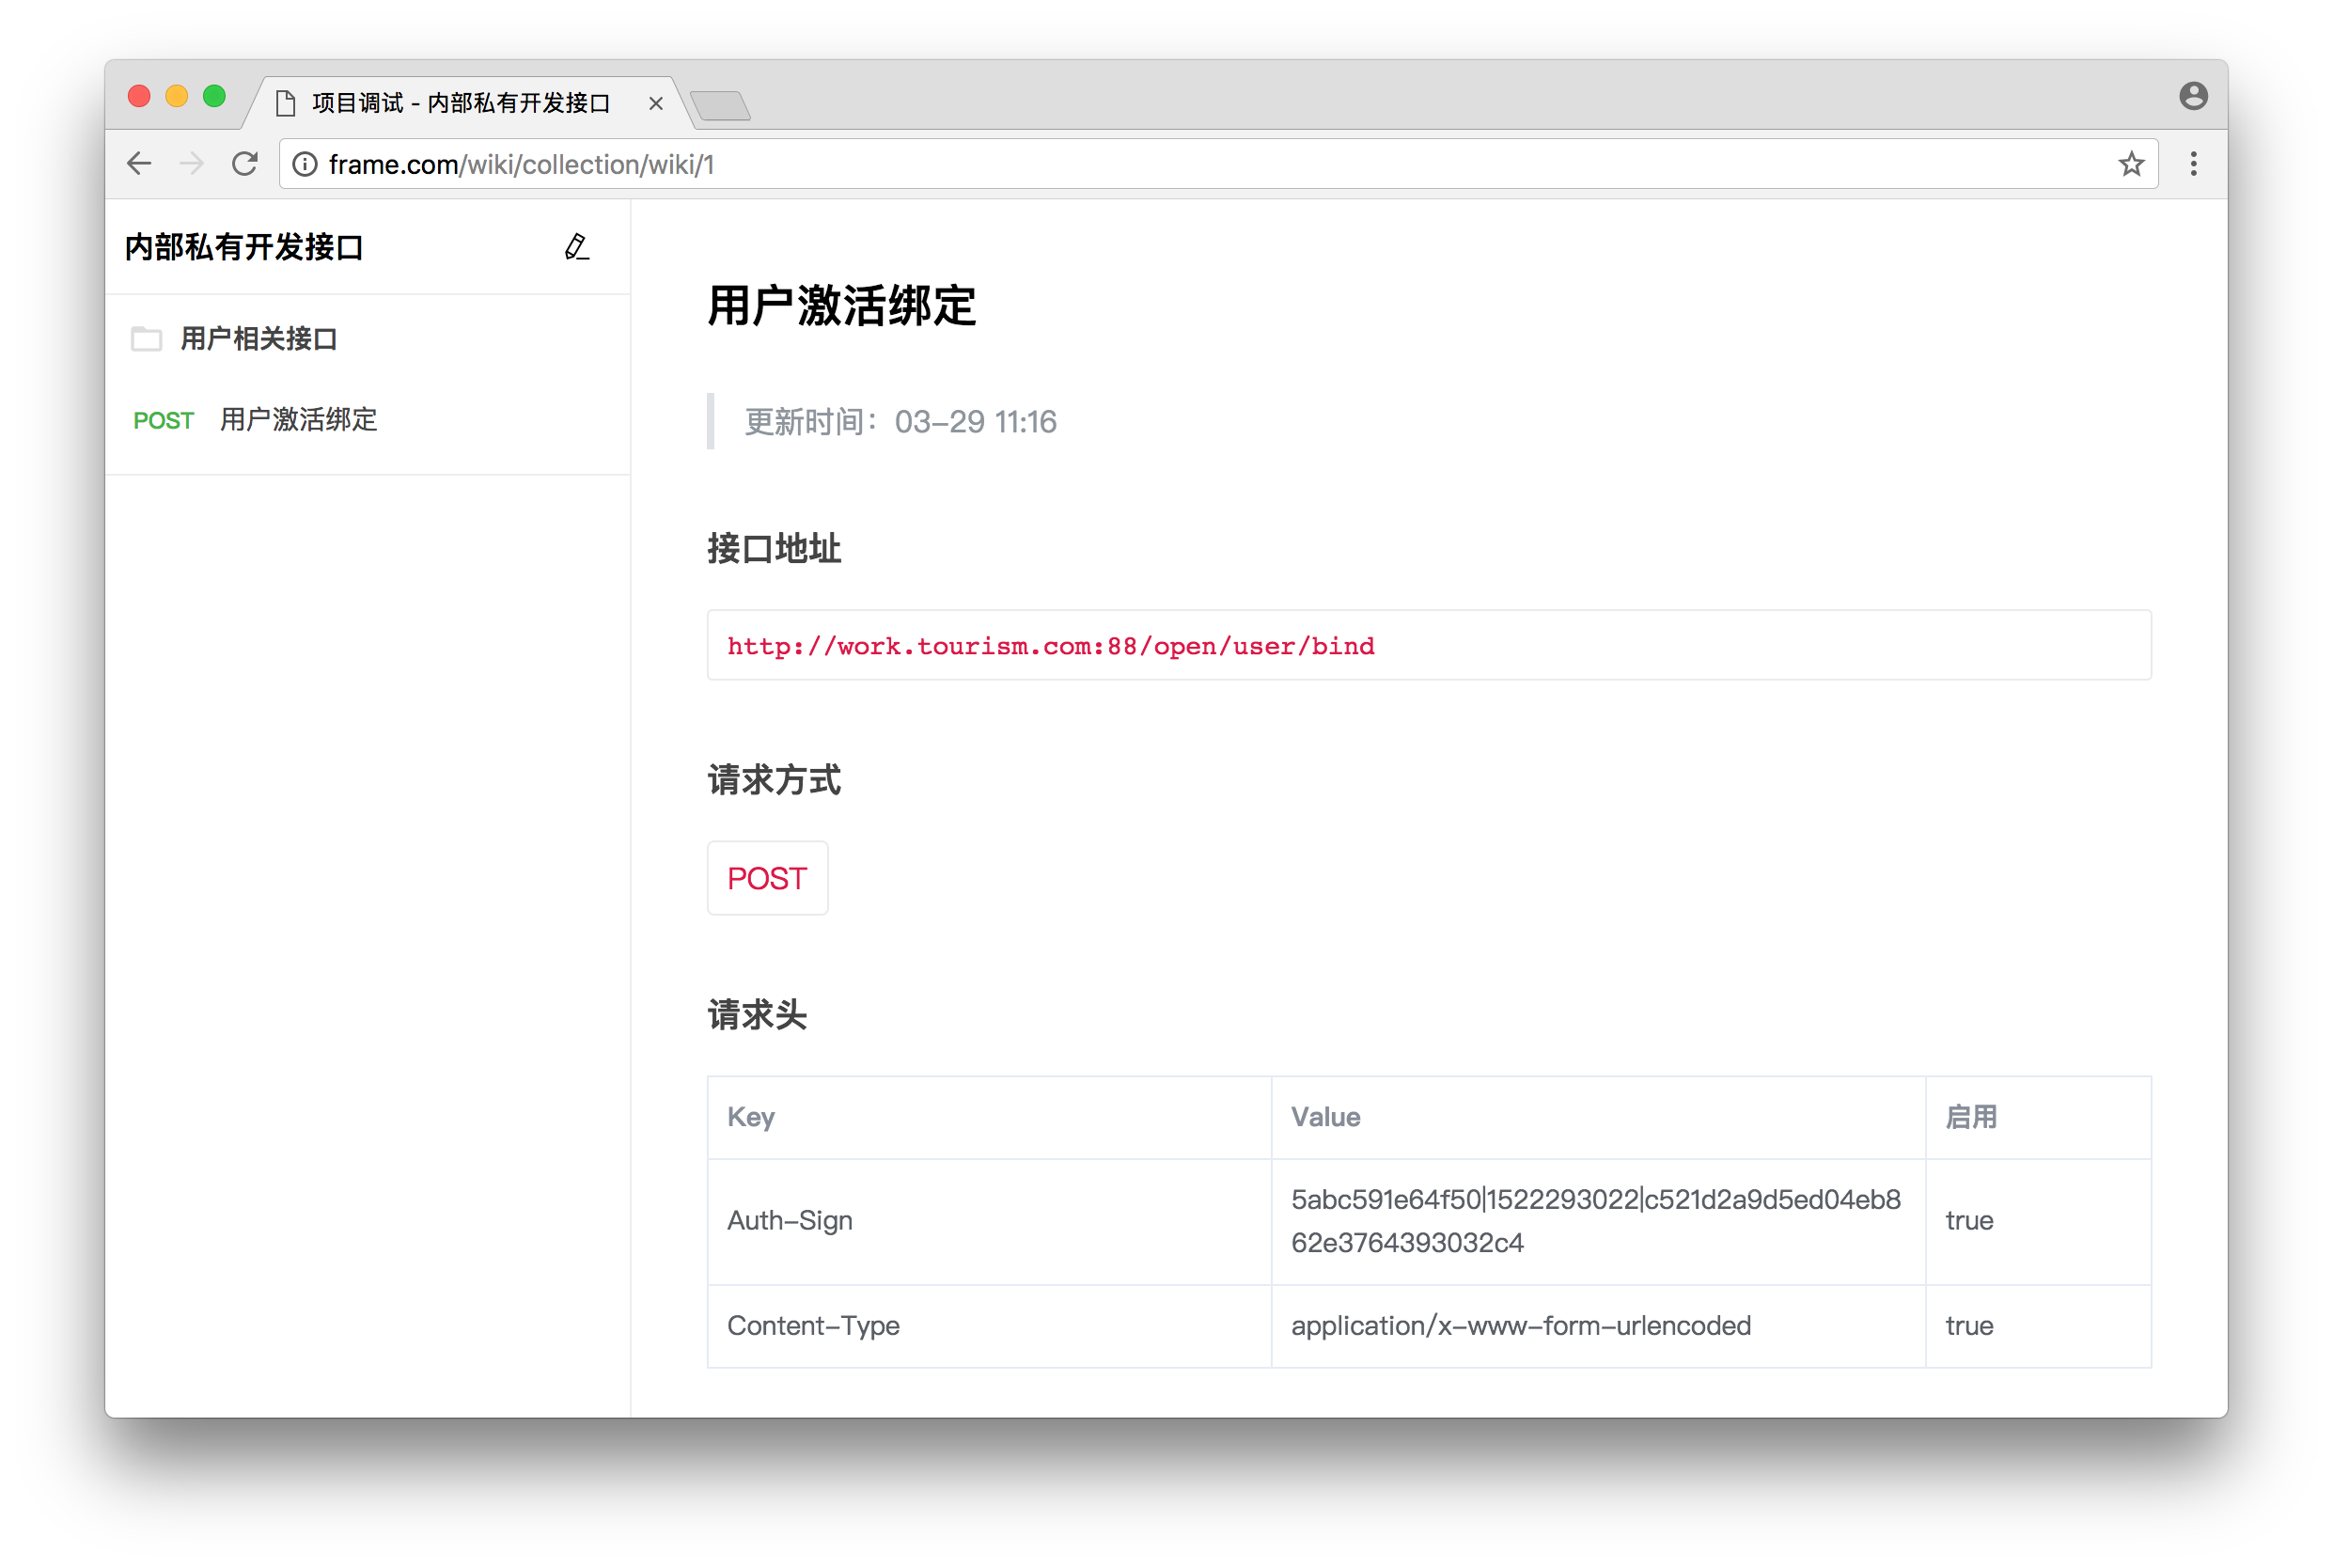 项目调试 - 内部私有开发接口
frame.com/wiki/collection/wiki/1
内部私有开发接口
用户相关接口
POST 用户激活绑定
用户激活绑定
更新时间：03-29 11:16
接口地址
http://work.tourism.com:88/open/user/bind
请求方式
POST
请求头
Key Value 启用
Auth-Sign 5abc591e64f50|1522293022|c521d2a9d5ed04eb8
62e3764393032c4 true
Content-Type application/x-www-form-urlencoded true